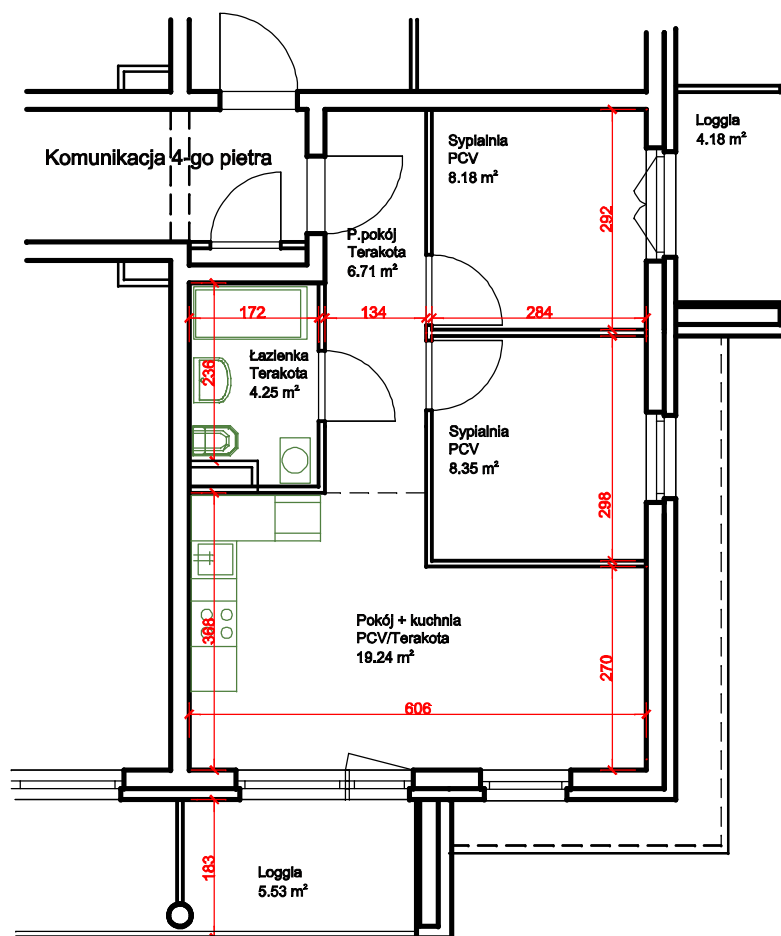 Loggia
4.18 m²
Sypialnia
PCV
8.18 m²
Komunikacja 4-go pietra
292
P.pokój
Terakota
6.71 m²
172
134
284
Łazienka
Terakota
4.25 m²
236
Sypialnia
PCV
8.35 m²
298
Pokój + kuchnia
PCV/Terakota
19.24 m²
368
270
606
Loggia
5.53 m²
183